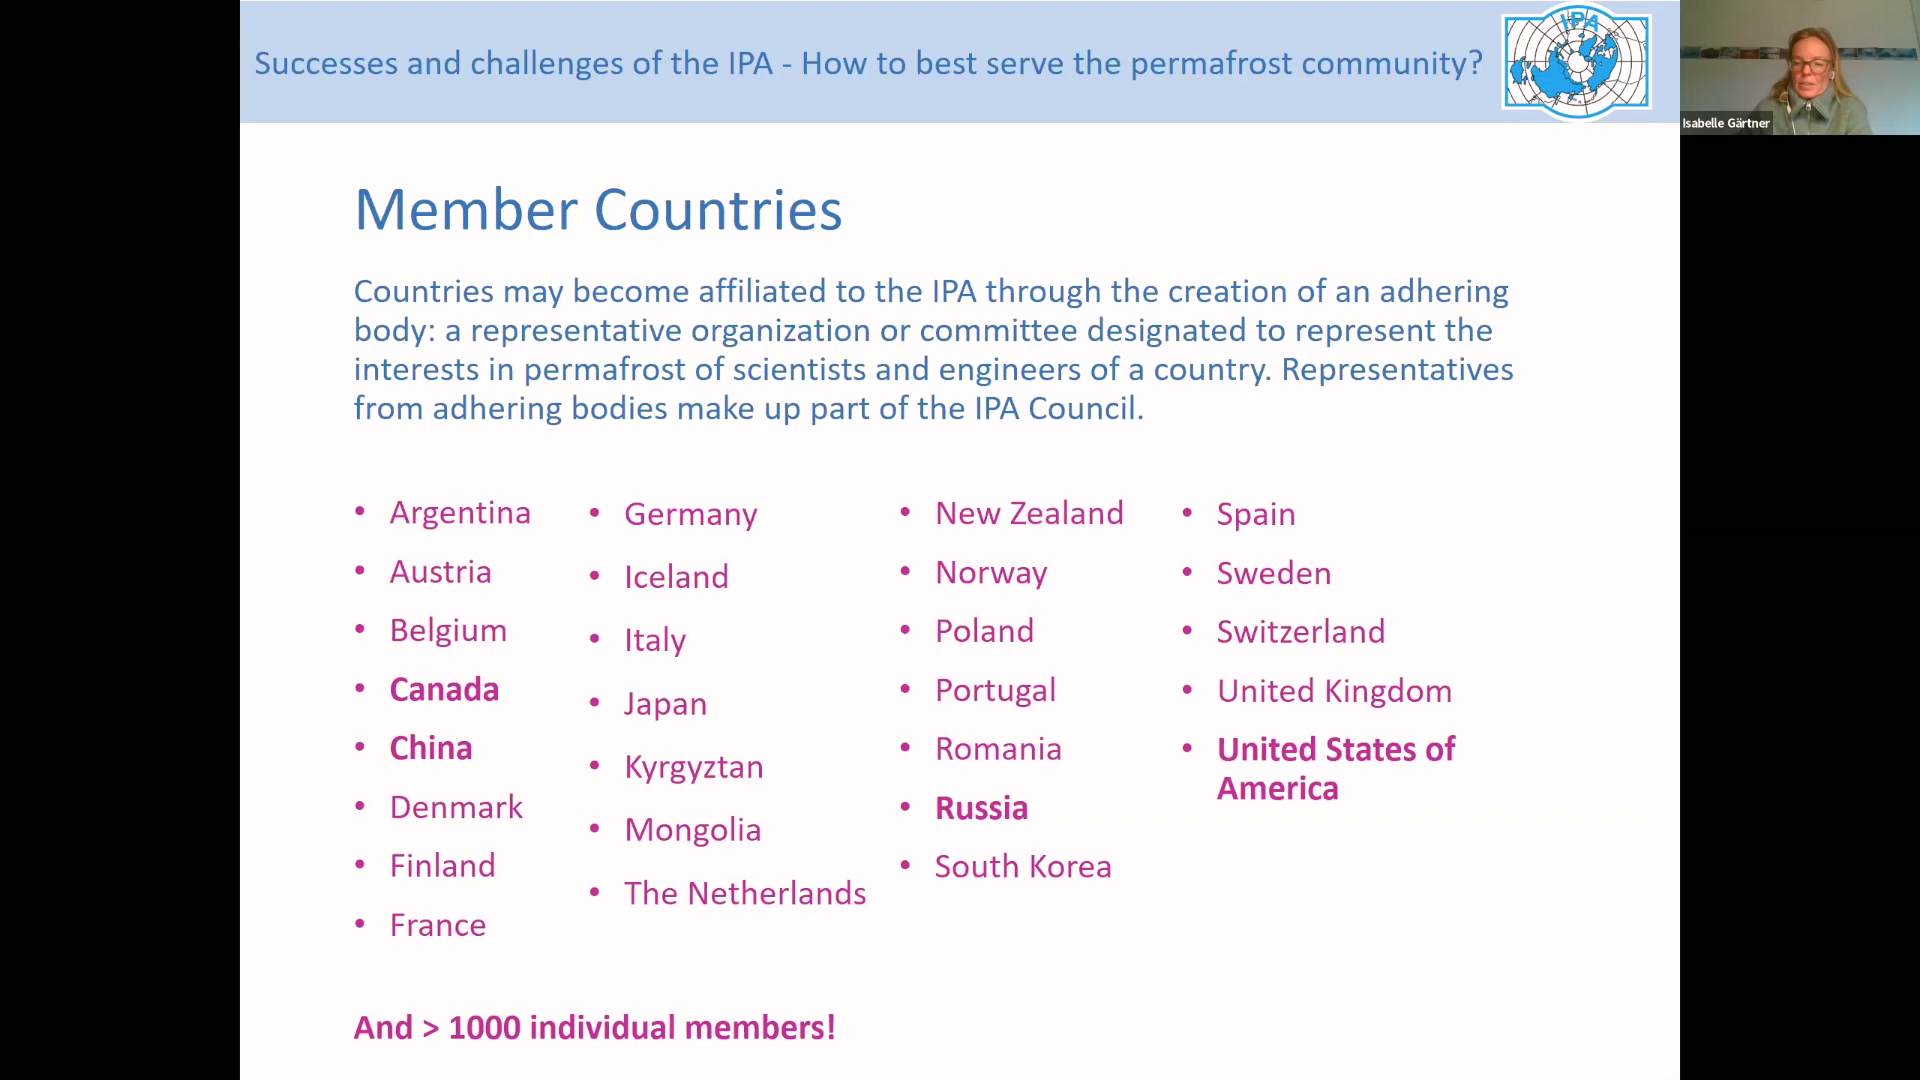 Successes and challenges of the IPA - How to best serve the permafrost community?
IPA
Isabelle Gärtner
Member Countries
Countries may become affiliated to the IPA through the creation of an adhering
body: a representative organization or committee designated to represent the
interests in permafrost of scientists and engineers of a country. Representatives
from adhering bodies make up part of the IPA Council.
• Argentina
• Austria
• Belgium
• Canada
• China
• Denmark
• Finland
• France
• Germany
• Iceland
• Italy
• Japan
• Kyrgyztan
• Mongolia
• The Netherlands
• New Zealand
• Norway
• Poland
• Portugal
• Romania
• Russia
• South Korea
• Spain
• Sweden
• Switzerland
• United Kingdom
• United States of
America
And > 1000 individual members!